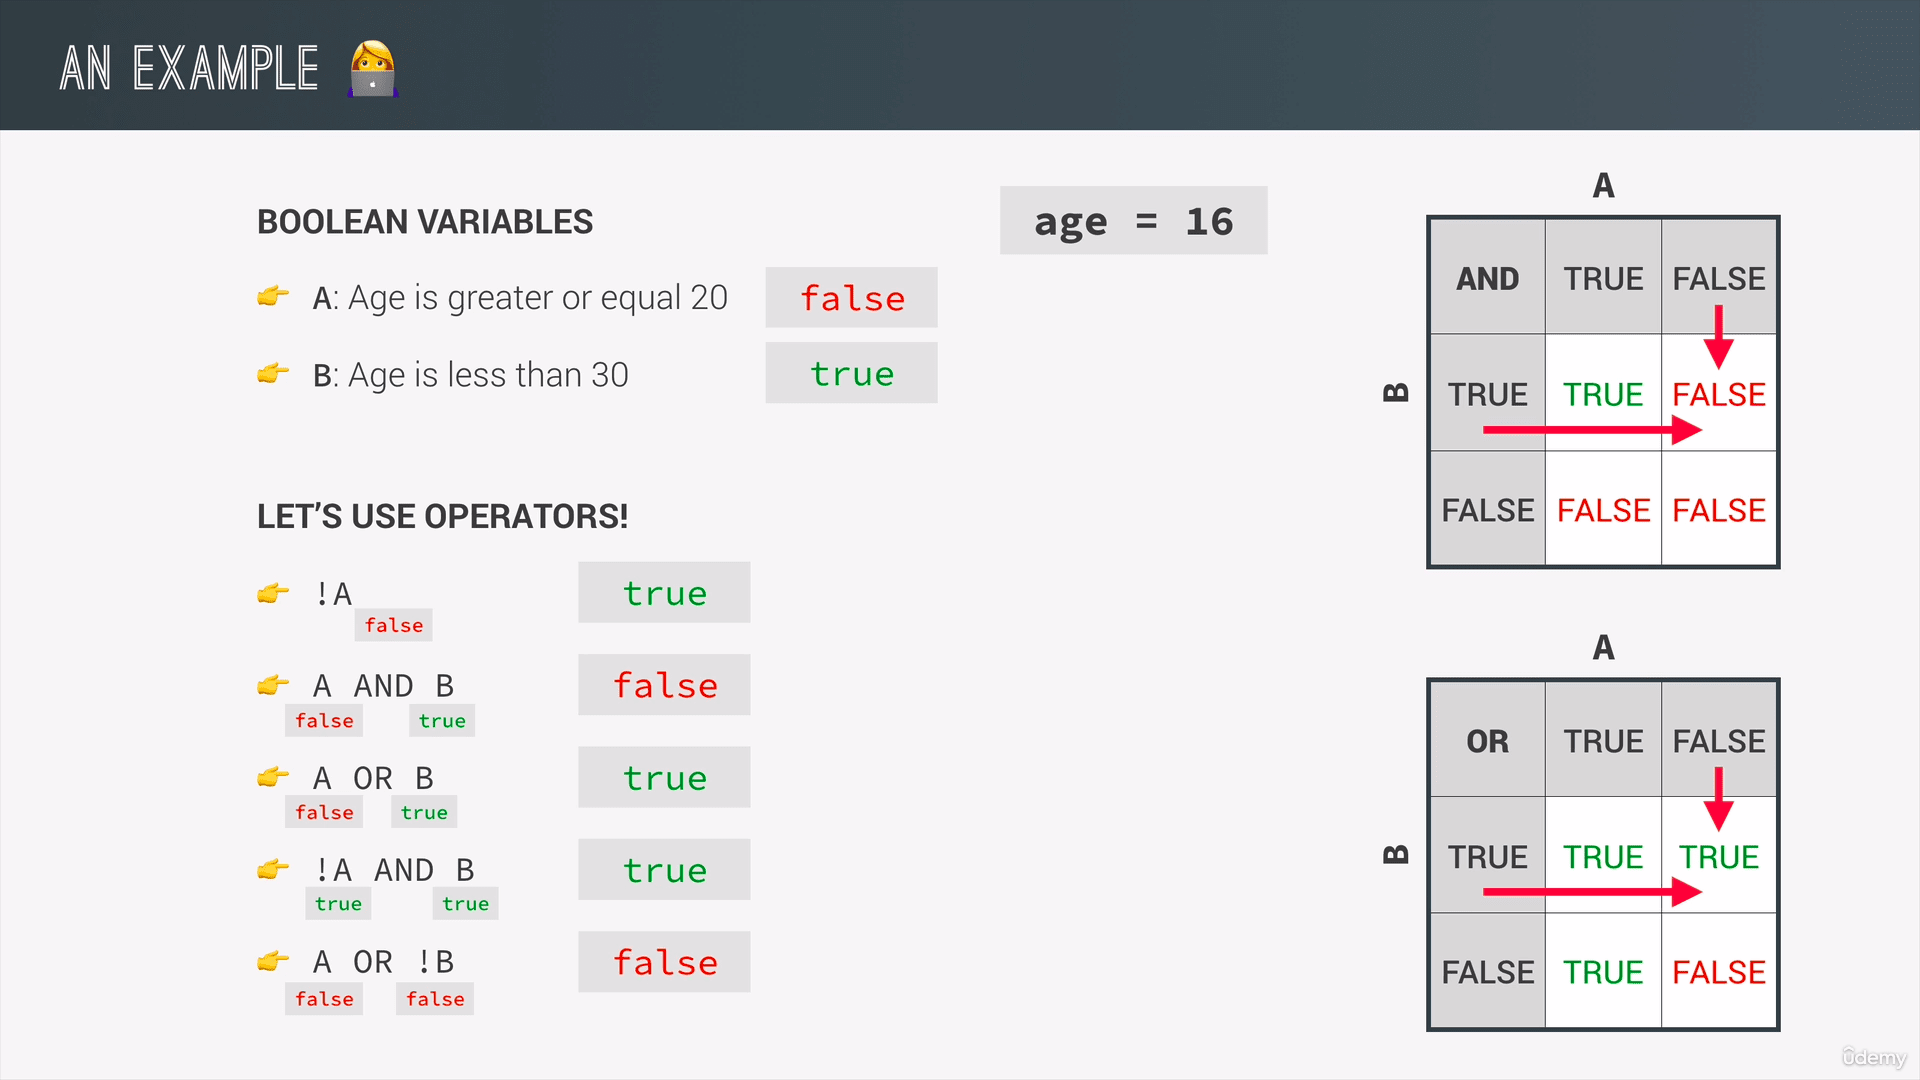 AN EXAMPLE
BOOLEAN VARIABLES
A: Age is greater or equal 20 false
B: Age is less than 30 true
age = 16
LET’S USE OPERATORS!
!A true
false
A AND B false
false true
A OR B true
false true
!A AND B true
true true
A OR !B false
false false
A
B
AND TRUE FALSE
TRUE TRUE FALSE
FALSE FALSE FALSE
A
B
OR TRUE FALSE
TRUE TRUE TRUE
FALSE TRUE FALSE
ûdemy